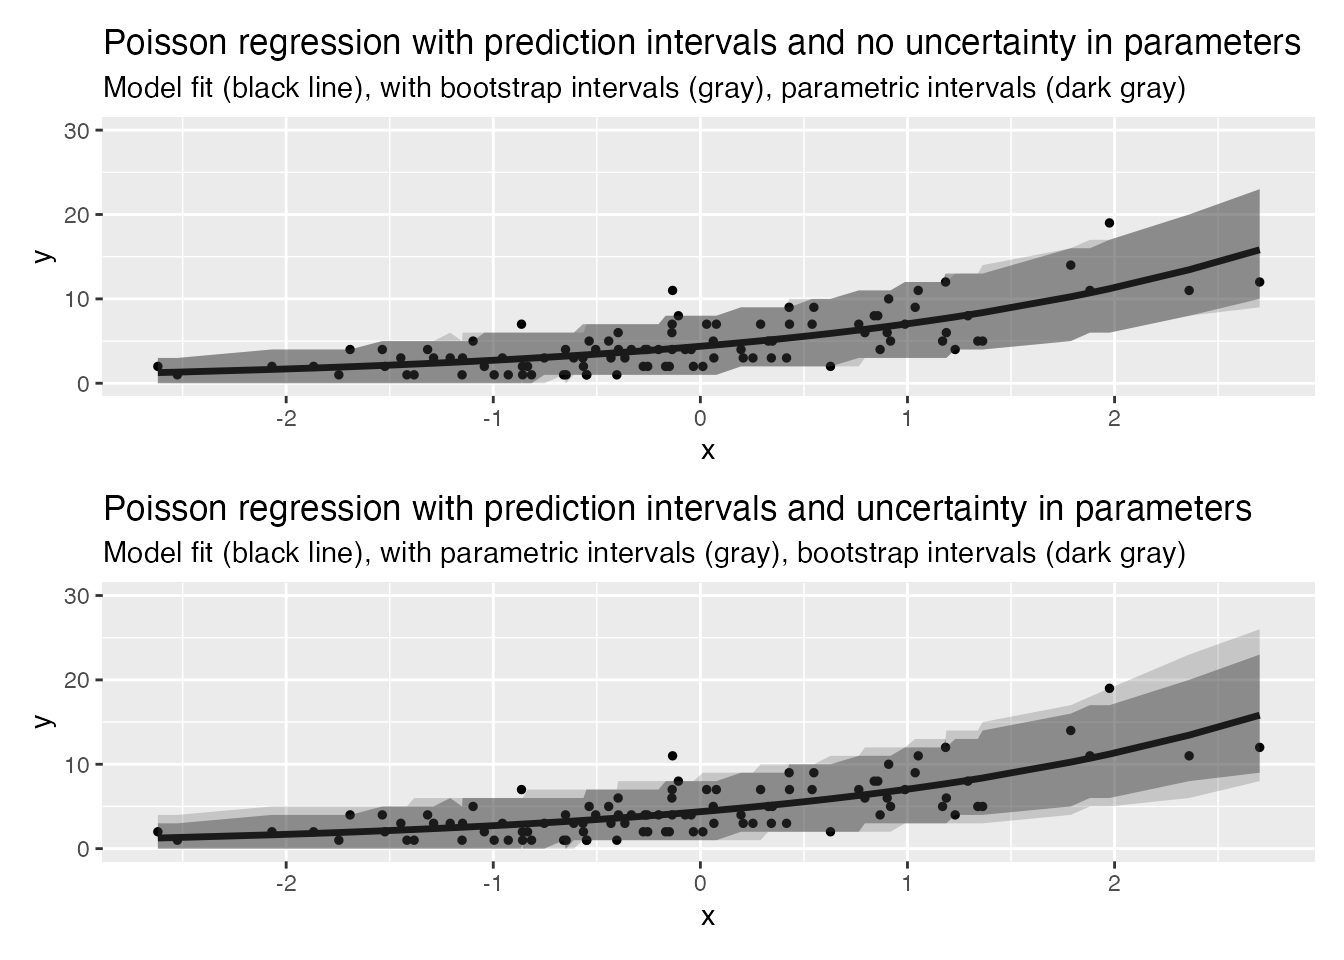 Poisson regression with prediction intervals and no uncertainty in parameters
Model fit (black line), with bootstrap intervals (gray), parametric intervals (dark gray)
30
20
10
0
y
-2 -1 0 1 2
x
Poisson regression with prediction intervals and uncertainty in parameters
Model fit (black line), with parametric intervals (gray), bootstrap intervals (dark gray)
30
20
10
0
y
-2 -1 0 1 2
x